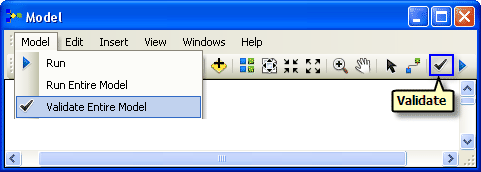 Model
Model Edit Insert View Windows Help
Run
Run Entire Model
Validate Entire Model
Validate